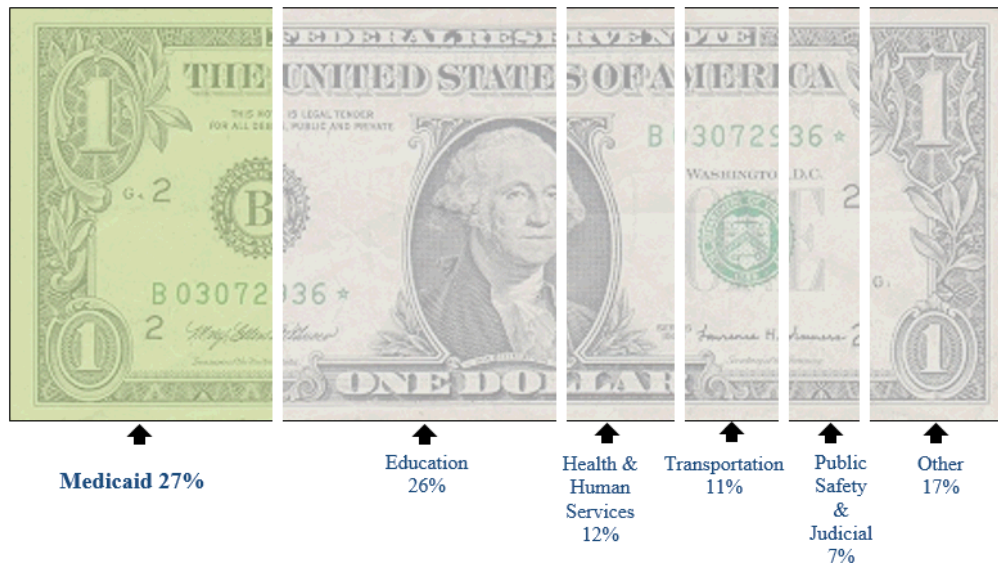 FEDERAL RESERVE NOTE
THE UNITED STATES OF AMERICA
THIS NOTE IS LEGAL TENDER
FOR ALL DEBTS, PUBLIC AND PRIVATE
B 03072936 *
WASHINGTON, D.C.
1
1
G 2
2
B
ONE
B 03072936 *
G
2
2
1
1
ONE DOLLAR
Medicaid 27%
Education
26%
Health &
Human
Services
12%
Transportation
11%
Public
Safety
&
Judicial
7%
Other
17%